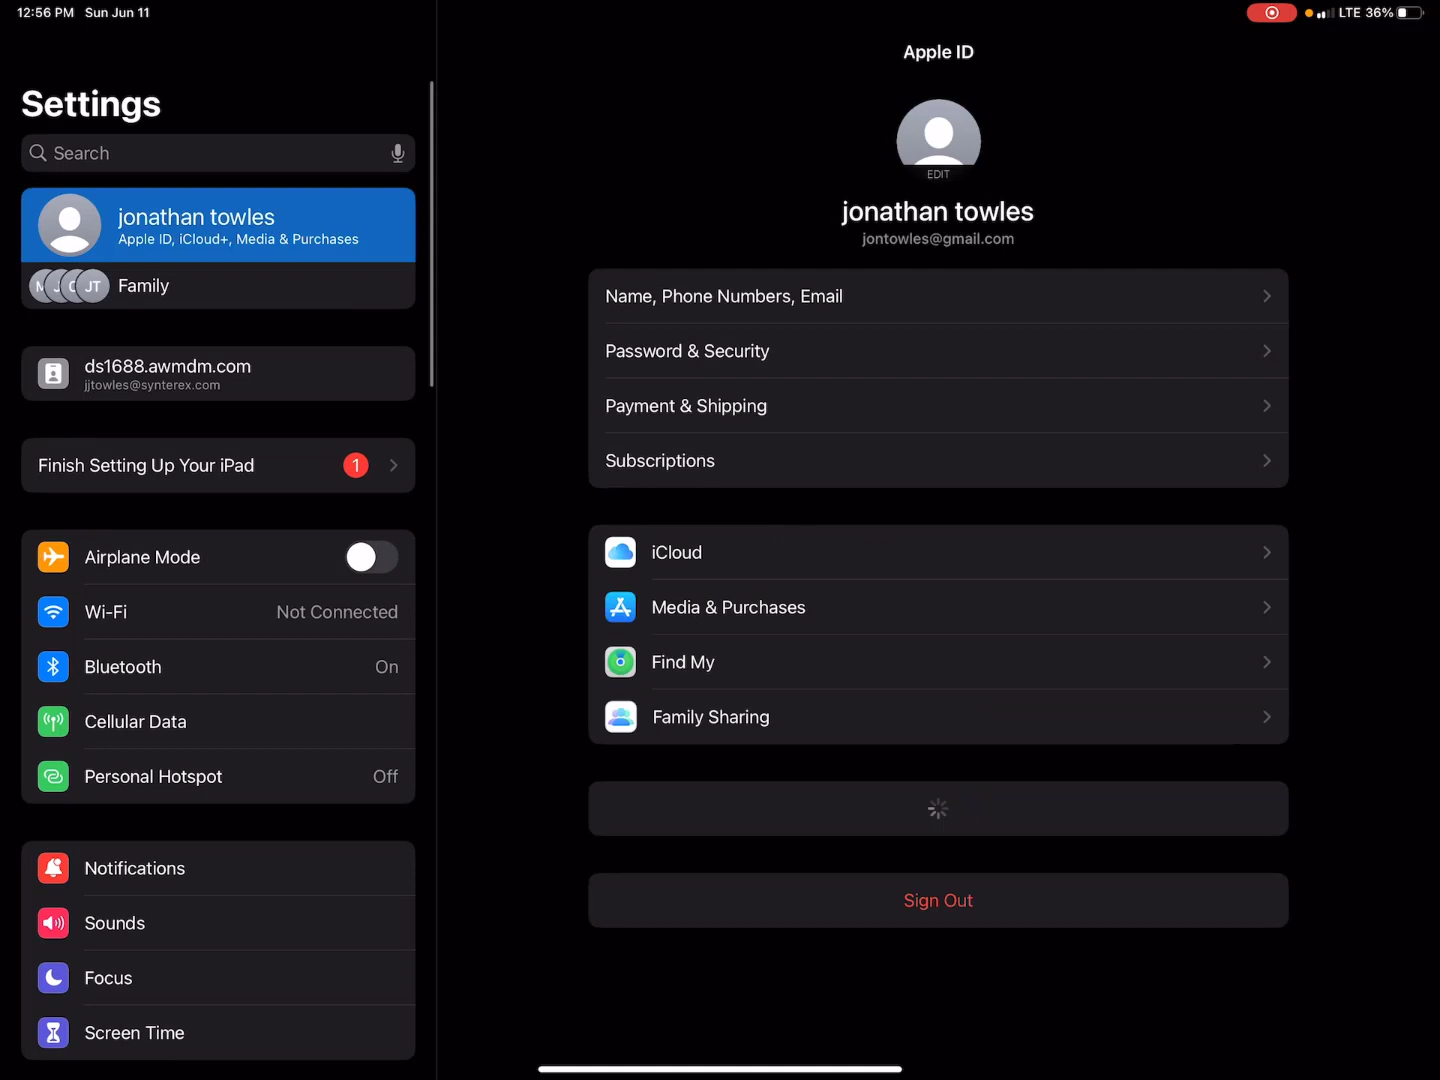 12:56 PM Sun Jun 11
LTE 36%
Settings
Search
jonathan towles
Apple ID, iCloud+, Media & Purchases
JT
Family
ds1688.awmdm.com
jjtowles@synterex.com
Finish Setting Up Your iPad 1
Airplane Mode
Wi-Fi Not Connected
Bluetooth On
Cellular Data
Personal Hotspot Off
Notifications
Sounds
Focus
Screen Time
Apple ID
EDIT
jonathan towles
jontowles@gmail.com
Name, Phone Numbers, Email
Password & Security
Payment & Shipping
Subscriptions
iCloud
Media & Purchases
Find My
Family Sharing
Sign Out